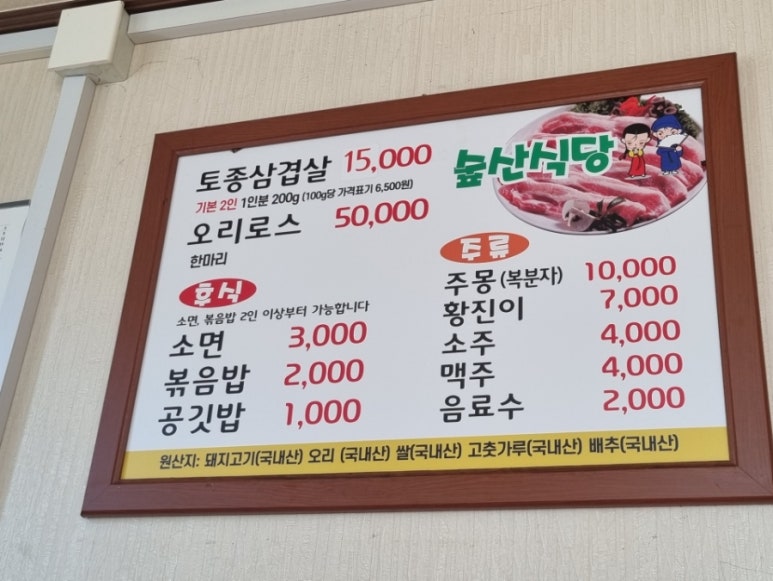 숲산식당
토종삼겹살 15,000
기본 2인 1인분 200g (100g당 가격표기 6,500원)
오리로스 50,000
한마리
후식
소면, 볶음밥 2인 이상부터 가능합니다
소면 3,000
볶음밥 2,000
공깃밥 1,000
주류
주몽(복분자) 10,000
황진이 7,000
소주 4,000
맥주 4,000
음료수 2,000
원산지: 돼지고기(국내산) 오리 (국내산) 쌀(국내산) 고춧가루(국내산) 배추(국내산)